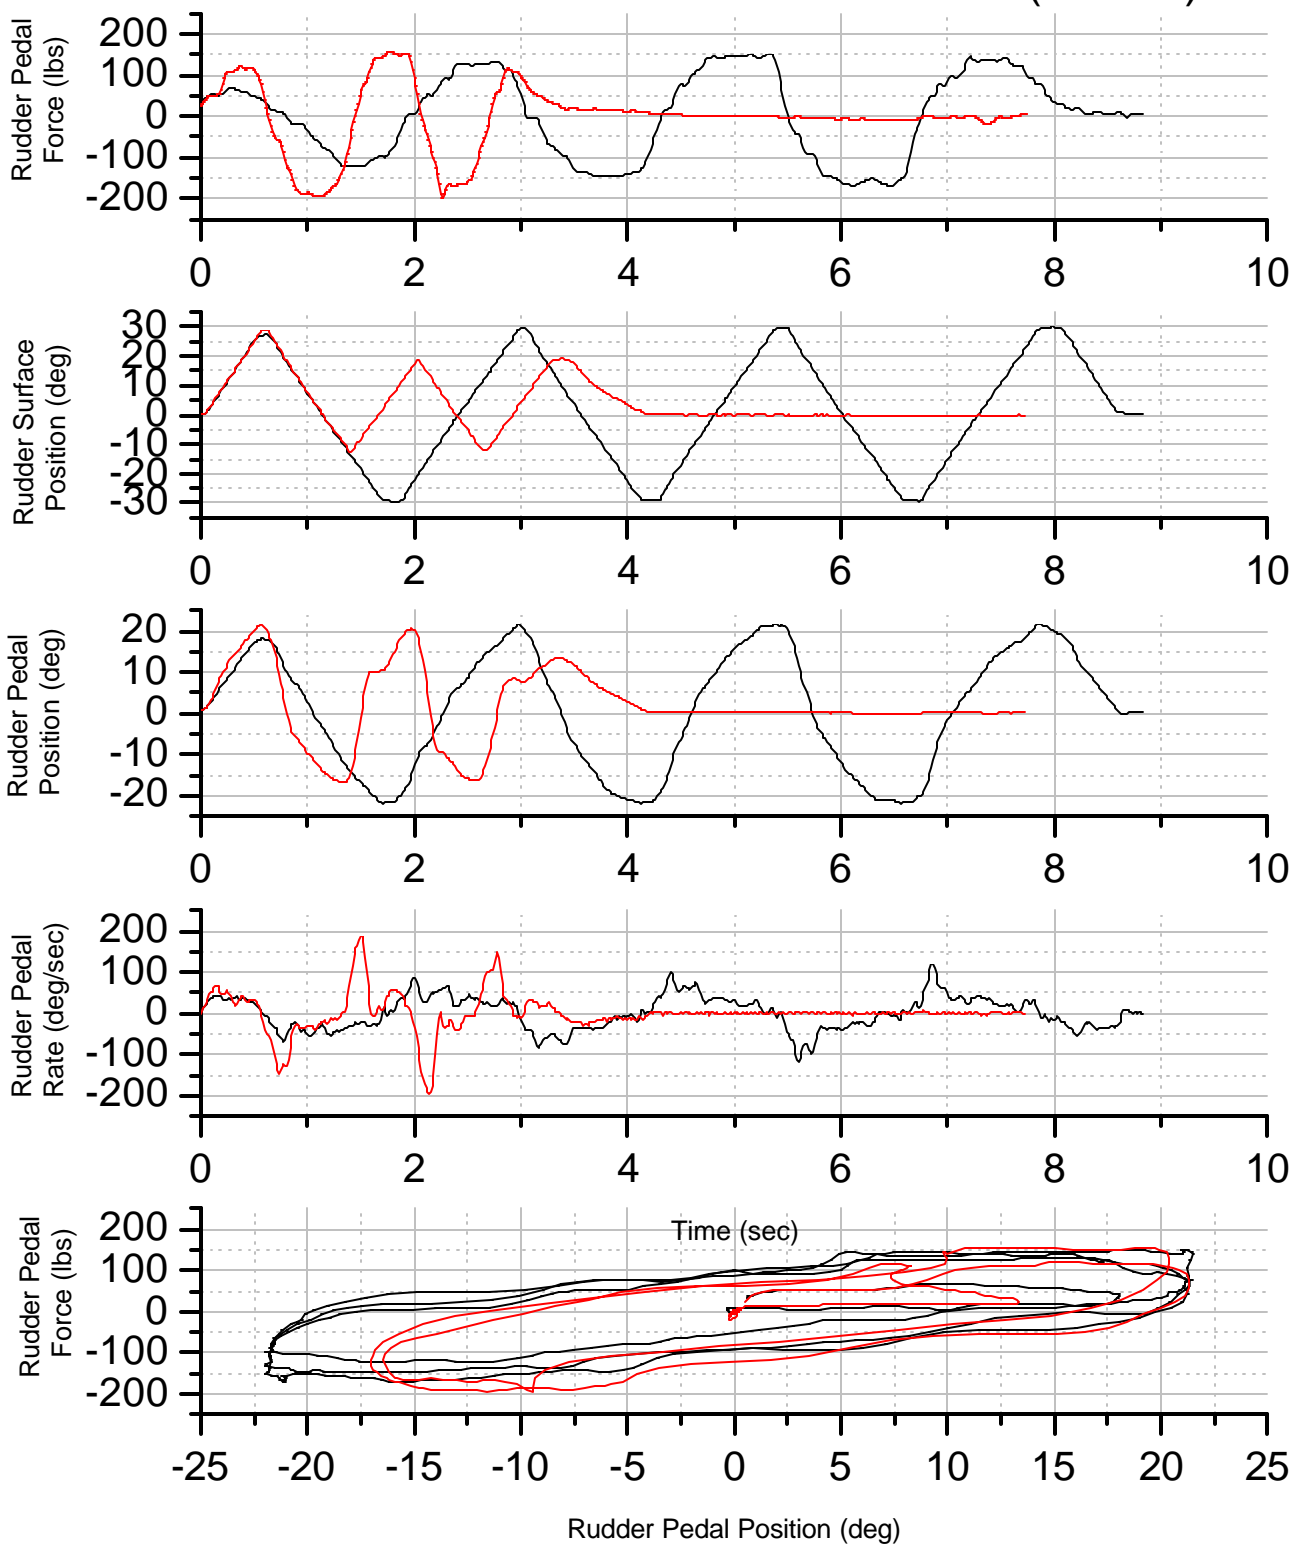 Rudder Pedal
Force (lbs)
200
100
0
-100
-200
0 2 4 6 8 10
Rudder Surface
Position (deg)
30
20
10
0
-10
-20
-30
0 2 4 6 8 10
Rudder Pedal
Position (deg)
20
10
0
-10
-20
0 2 4 6 8 10
Rudder Pedal
Rate (deg/sec)
200
100
0
-100
-200
0 2 4 6 8 10
Time (sec)
Rudder Pedal
Force (lbs)
200
100
0
-100
-200
-25 -20 -15 -10 -5 0 5 10 15 20 25
Rudder Pedal Position (deg)